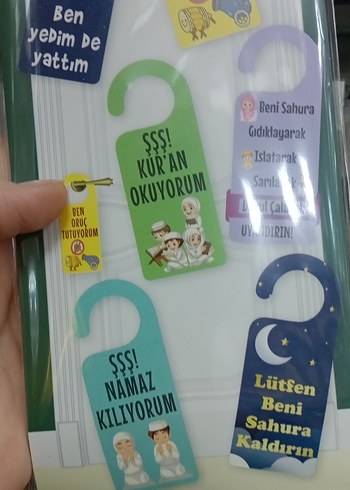 Ben
yedim de
yattım
ŞŞŞ!
KUR'AN
OKUYORUM
Beni Sahura
Gıdıklayarak
Islatarak
Sarılarak
UYANDIRIN!
BEN
ORUÇ
TUTUYORUM
ŞŞŞ!
NAMAZ
KILIYORUM
Lütfen
Beni
Sahura
Kaldırın